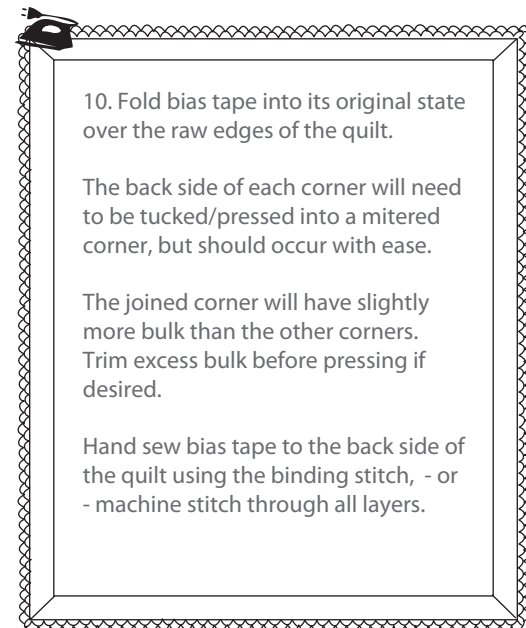 10. Fold bias tape into its original state
over the raw edges of the quilt.
The back side of each corner will need
to be tucked/pressed into a mitered
corner, but should occur with ease.
The joined corner will have slightly
more bulk than the other corners.
Trim excess bulk before pressing if
desired.
Hand sew bias tape to the back side of
the quilt using the binding stitch,  - or
- machine stitch through all layers.